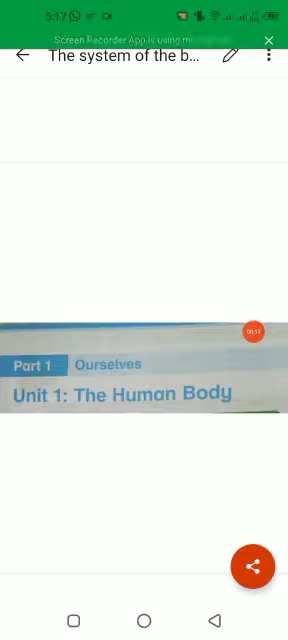 5:17
Screen Recorder App is using m
The system of the b...
00:13
Part 1 Ourselves
Unit 1: The Human Body